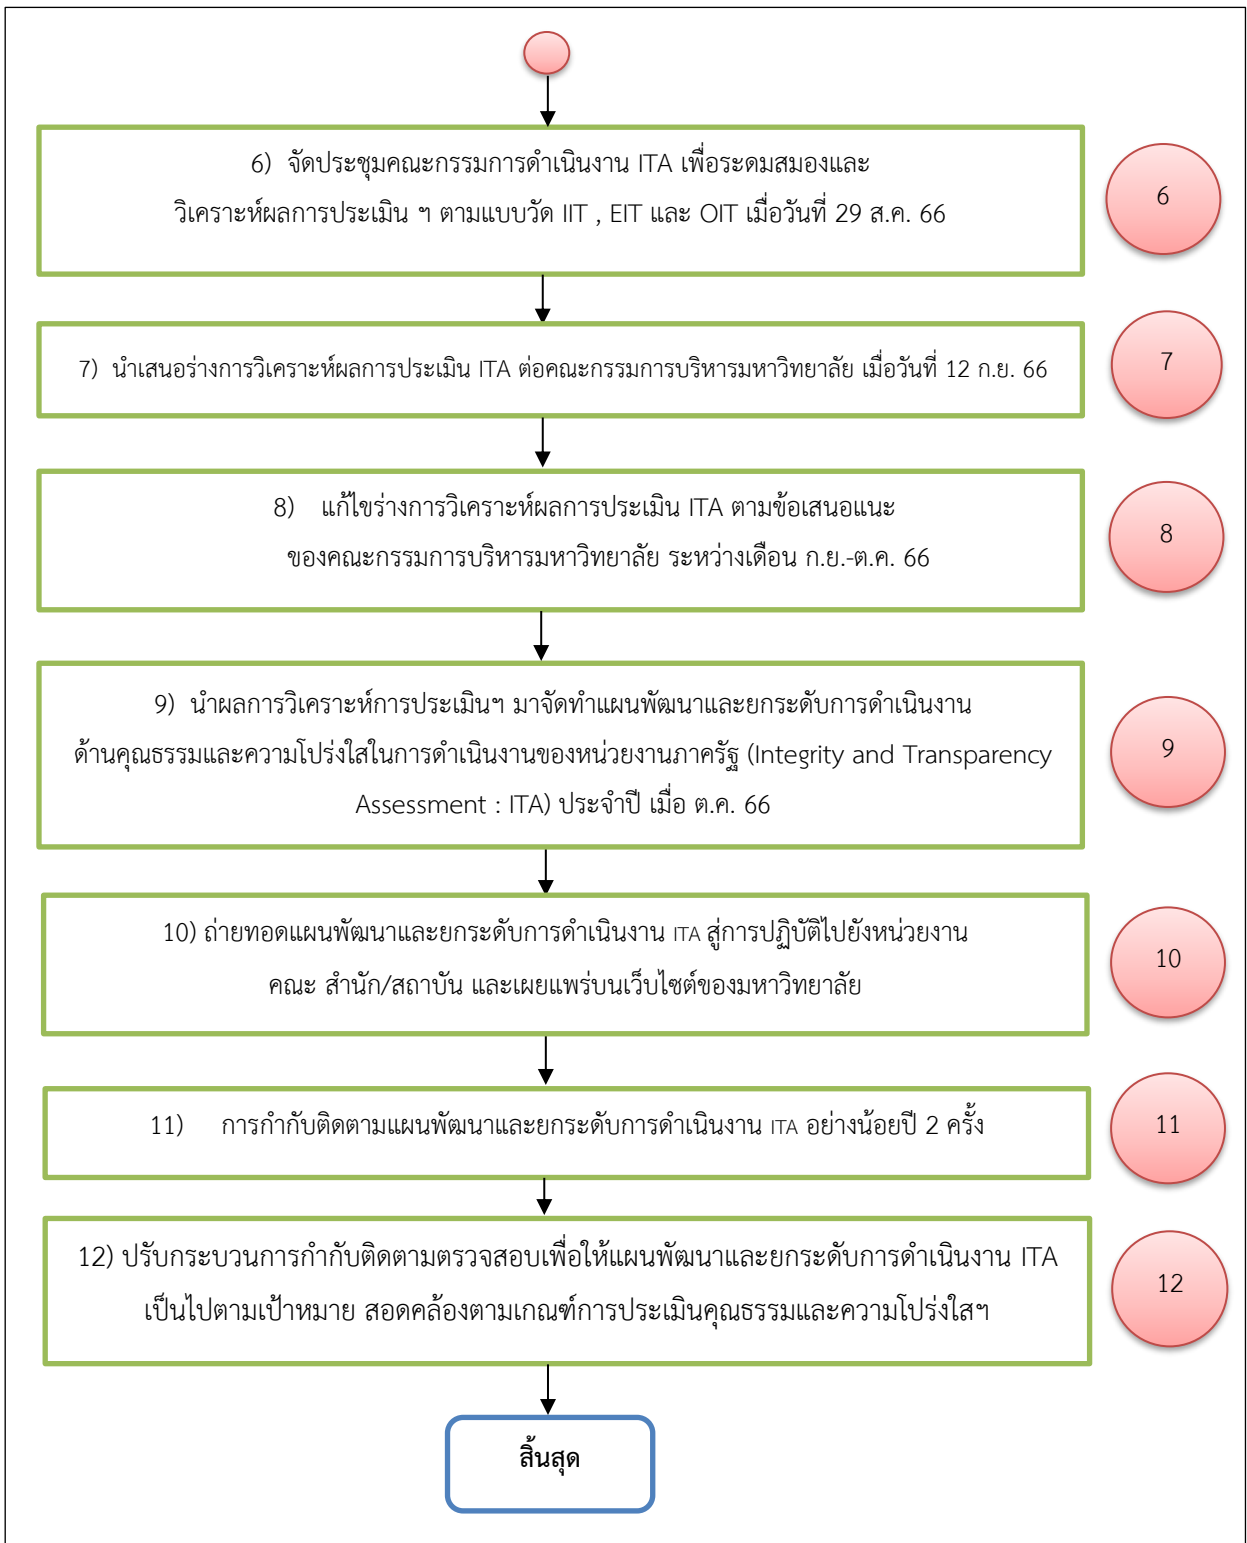 6) จัดประชุมคณะกรรมการดำเนินงาน ITA เพื่อระดมสมองและ
วิเคราะห์ผลการประเมิน ฯ ตามแบบวัด IIT , EIT และ OIT เมื่อวันที่ 29 ส.ค. 66
6
7) นำเสนอร่างการวิเคราะห์ผลการประเมิน ITA ต่อคณะกรรมการบริหารมหาวิทยาลัย เมื่อวันที่ 12 ก.ย. 66
7
8) แก้ไขร่างการวิเคราะห์ผลการประเมิน ITA ตามข้อเสนอแนะ
ของคณะกรรมการบริหารมหาวิทยาลัย ระหว่างเดือน ก.ย.-ต.ค. 66
8
9) นำผลการวิเคราะห์การประเมินฯ มาจัดทำแผนพัฒนาและยกระดับการดำเนินงาน
ด้านคุณธรรมและความโปร่งใสในการดำเนินงานของหน่วยงานภาครัฐ (Integrity and Transparency
Assessment : ITA) ประจำปี เมื่อ ต.ค. 66
9
10) ถ่ายทอดแผนพัฒนาและยกระดับการดำเนินงาน ITA สู่การปฏิบัติไปยังหน่วยงาน
คณะ สำนัก/สถาบัน และเผยแพร่บนเว็บไซต์ของมหาวิทยาลัย
10
11) การกำกับติดตามแผนพัฒนาและยกระดับการดำเนินงาน ITA อย่างน้อยปี 2 ครั้ง
11
12) ปรับกระบวนการกำกับติดตามตรวจสอบเพื่อให้แผนพัฒนาและยกระดับการดำเนินงาน ITA
เป็นไปตามเป้าหมาย สอดคล้องตามเกณฑ์การประเมินคุณธรรมและความโปร่งใสฯ
12
สิ้นสุด